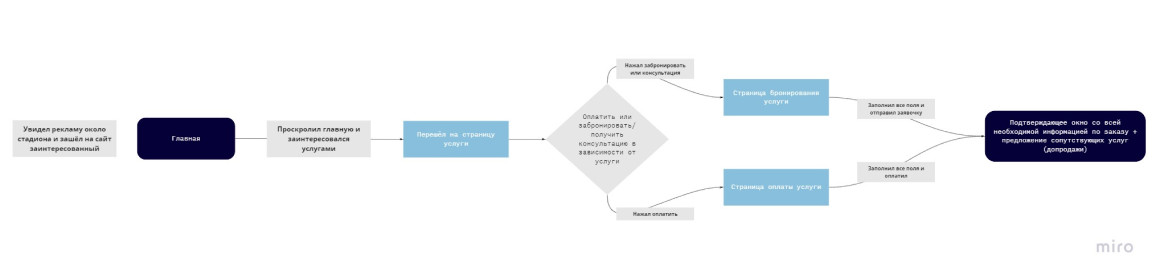 Увидел рекламу около
стадиона и зашёл на сайт
заинтересованный
Главная
Проскролил главную и
заинтересовался
услугами
Перешёл на страницу
услуги
Оплатить или
забронировать/
получить
консультацию в
зависимости от
услуги
Нажал забронировать
или консультация
Страница бронирования
услуги
Заполнил все поля и
отправил заявочку
Нажал оплатить
Страница оплаты услуги
Заполнил все поля и
оплатил
Подтверждающее окно со всей
необходимой информацией по заказу +
предложение сопутствующих услуг
(допродажи)
miro